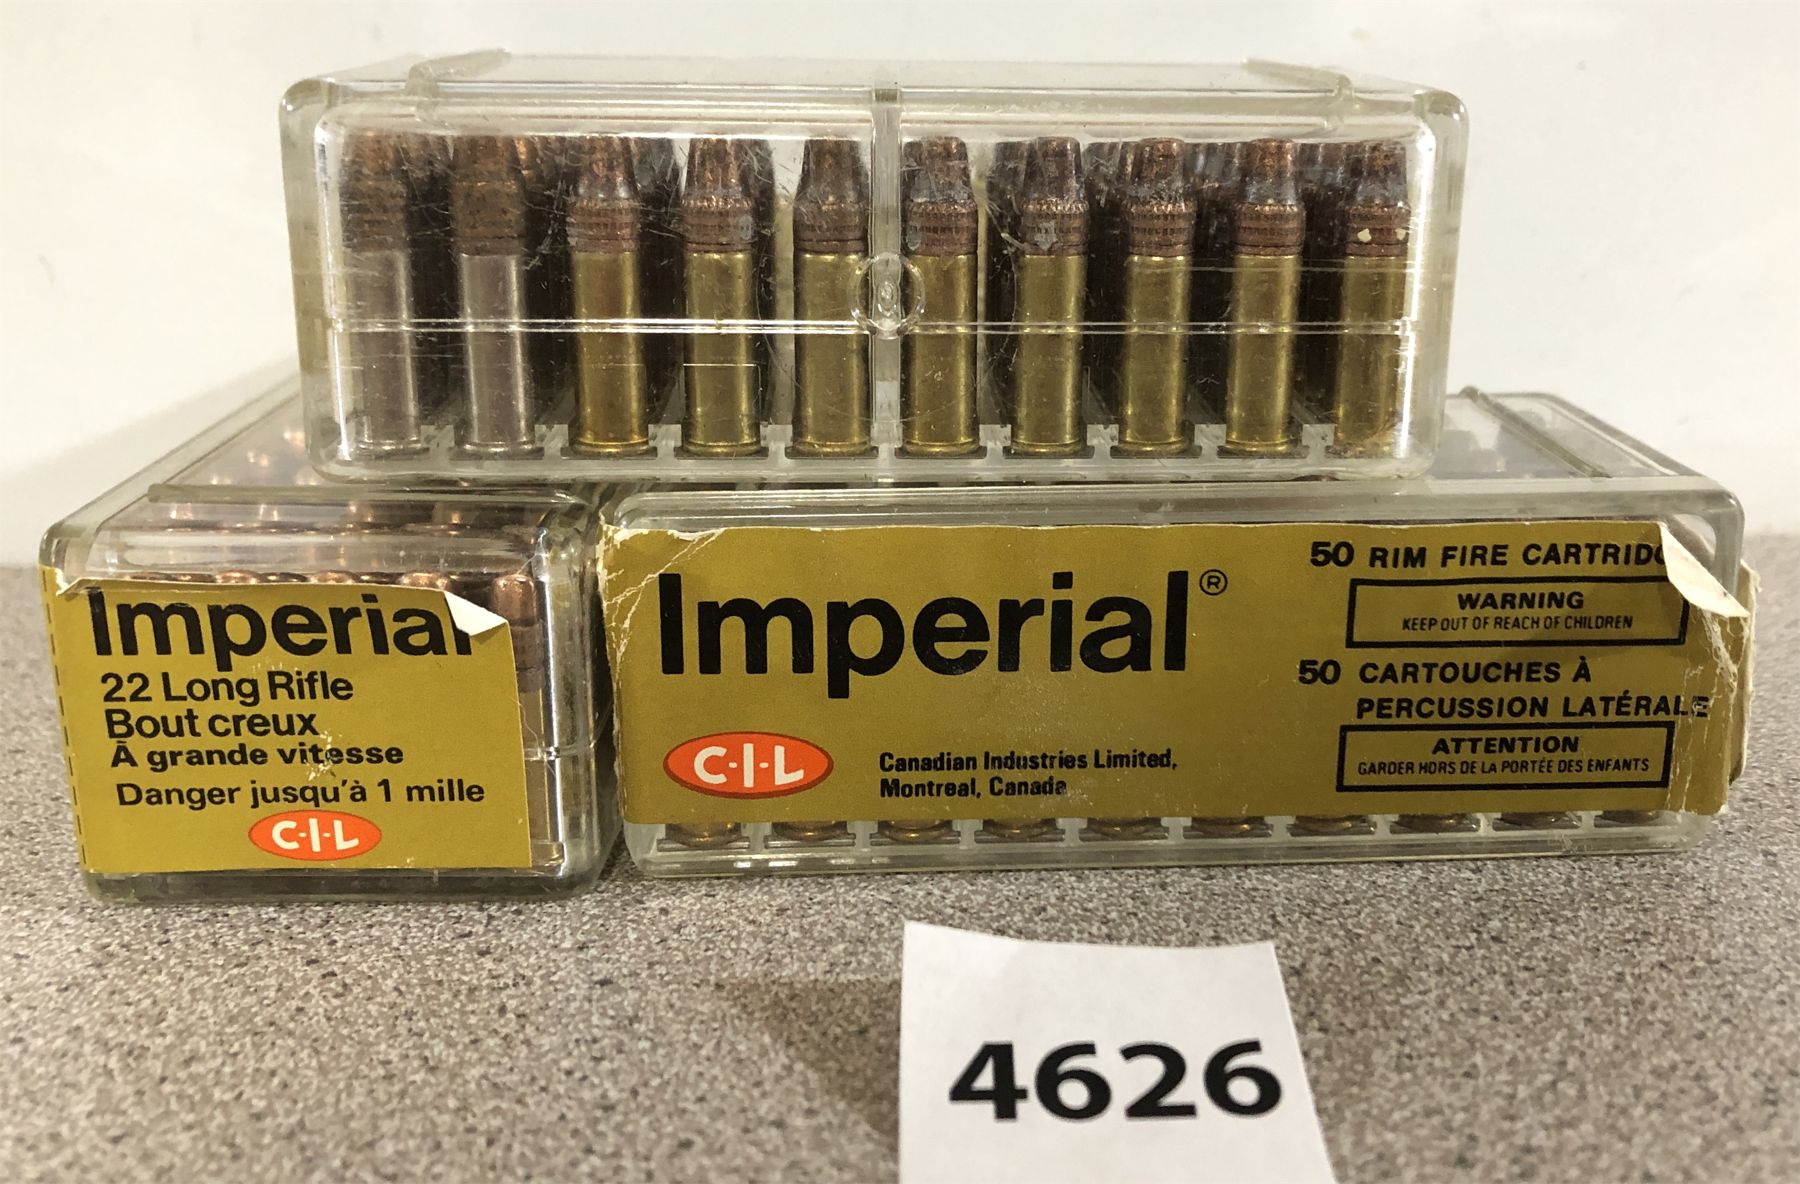 Imperial
22 Long Rifle
Bout creux
À grande vitesse
Danger jusqu'à 1 mille
C-I-L
Imperial®
C-I-L
Canadian Industries Limited,
Montreal, Canada
50 RIM FIRE
WARNING
KEEP OUT OF REACH OF CHILDREN
50 CARTOUCHES À
PERCUSSION LATÉRALE
ATTENTION
GARDER HORS DE LA PORTÉE DES ENFANTS
4626